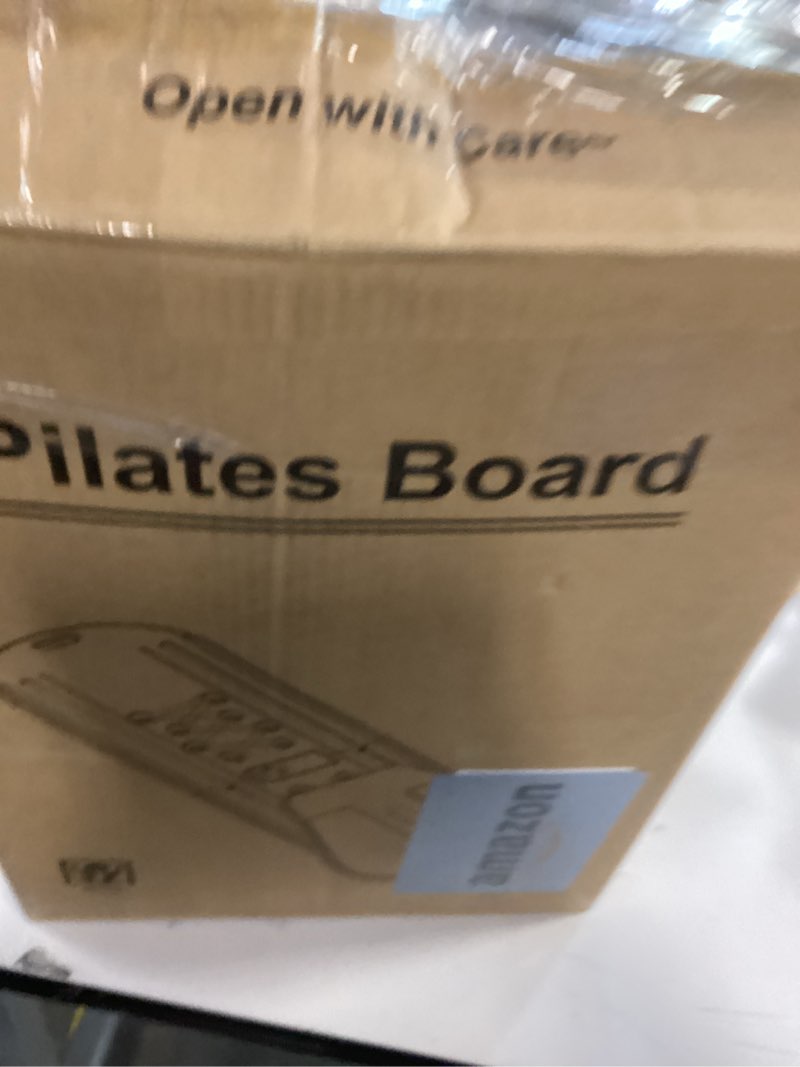 Open with care
Pilates Board
amazon